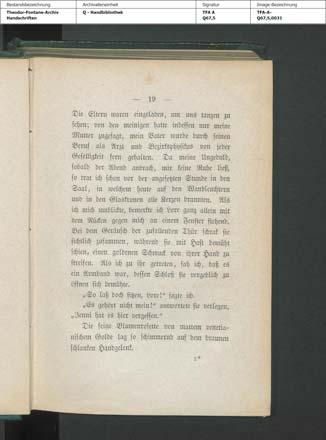 Bestandsbezeichnung
Archivalieneinheit
Signatur
Image-Bezeichnung
Theodor-Fontane-Archiv
Handschriften
Q - Handbibliothek
TFA A
Q67,5
TFA-A-
Q67,5,0031
— 19 —
Die Eltern waren eingeladen, um uns tanzen zu
sehen; von den meinigen hatte indessen nur meine
Mutter zugesagt, mein Vater wurde durch seinen
Beruf als Arzt und Bezirksphysikus von jeder
Geselligkeit fern gehalten. Da meine Ungeduld,
sobald der Abend anbrach, mir keine Ruhe ließ,
so trat ich schon vor der angesetzten Stunde in den
Saal, in welchem heute auf den Wandleuchtern
und in den Glaskronen alle Kerzen brannten. Als
ich mich umblickte, bemerkte ich Lore ganz allein mit
dem Rücken gegen mich an einem Fenster stehend.
Bei dem Geräusch der zufallenden Thür schrak sie
sichtlich zusammen, während sie mit Hast bemüht
schien, einen goldenen Schmuck von ihrer Hand zu
streifen. Als ich zu ihr getreten, sah ich, daß es
ein Armband war, dessen Schloß sie vergeblich zu
öffnen sich bemühte.
„So laß doch sitzen, Lore!“ sagte ich.
„Es gehört nicht mein!“ antwortete sie verlegen,
„Jenni hat es hier vergessen.“
Die feine Blumenrosette von mattem venetia-
nischem Golde lag so schimmernd auf dem braunen
schlanken Handgelenk.
2*